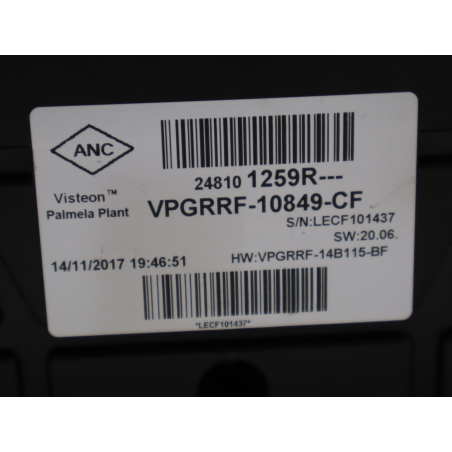 ANC
24810 1259R---
Visteon™
Palmela Plant
VPGRRF-10849-CF
S/N:LECF101437
SW:20.06.
14/11/2017 19:46:51
HW:VPGRRF-14B115-BF
*LECF101437*